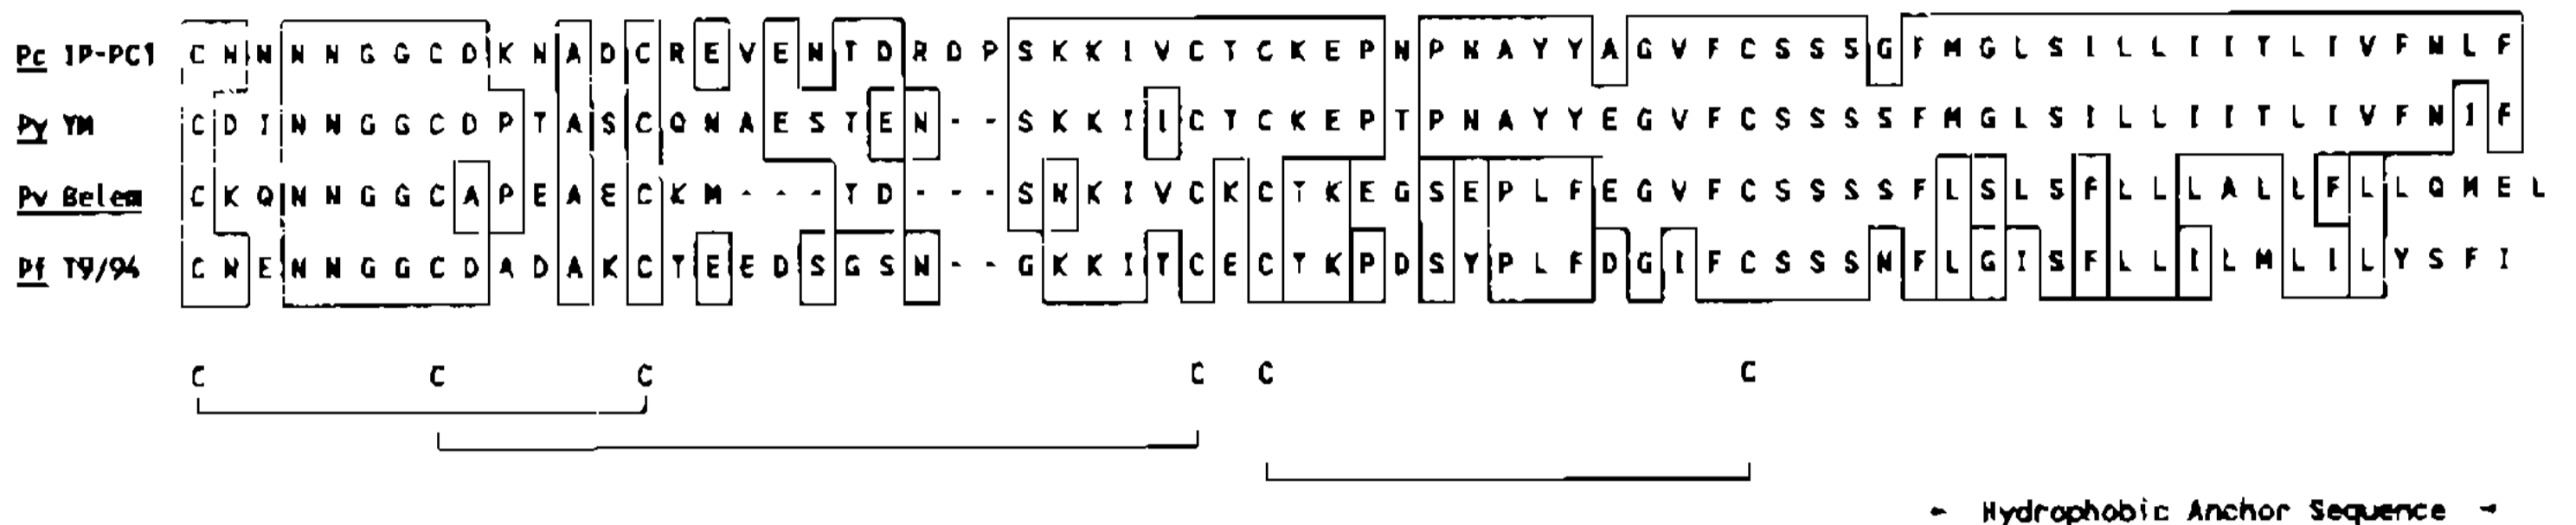 Pc IP-PC1 C N N N N G G C D K N A D C R E V E N T D R D P S K K I V C T C K E P N P N A Y Y A G V F C S S S G F M G L S I L L I I T L I V F N L F
Py YM C D I N N G G C D P T A S C Q N A E S T E N - - S K K I I C T C K E P T P N A Y Y E G V F C S S S S F M G L S I L L I I T L I V F N I F
Pv Belem C K Q N N G G C A P E A E C K M - - - T D - - - S N K I V C K C T K E G S E P L F E G V F C S S S S F L S L S F L L L A L L F L L Q M E L
Pf T9/94 C N E N N G G C D A D A K C T E E D S G S N - - G K K I T C E C T K P D S Y P L F D G I F C S S S N F L G I S F L L I L M L I L Y S F I
C C C C C C
Hydrophobic Anchor Sequence